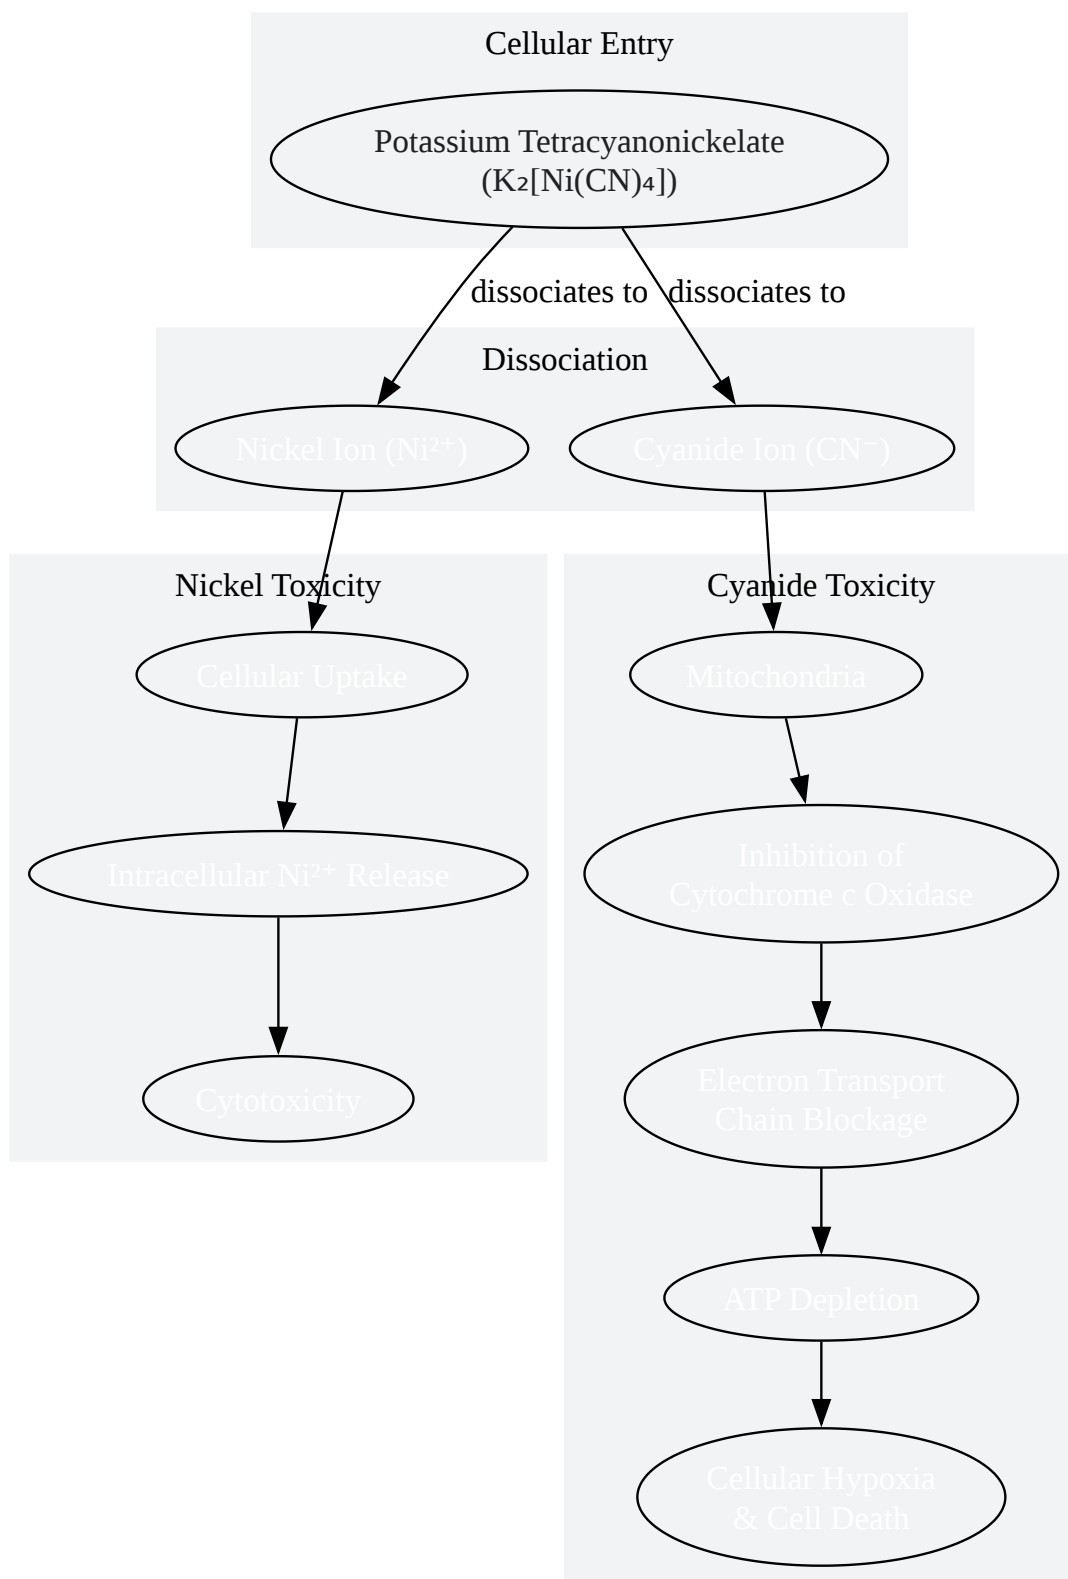 Cellular Entry
Potassium Tetracyanonickelate
(K₂[Ni(CN)₄])
dissociates to
dissociates to
Dissociation
Nickel Ion (Ni²⁺)
Cyanide Ion (CN⁻)
Nickel Toxicity
Cyanide Toxicity
Cellular Uptake
Mitochondria
Intracellular Ni²⁺ Release
Inhibition of
Cytochrome c Oxidase
Cytotoxicity
Electron Transport
Chain Blockage
ATP Depletion
Cellular Hypoxia
& Cell Death